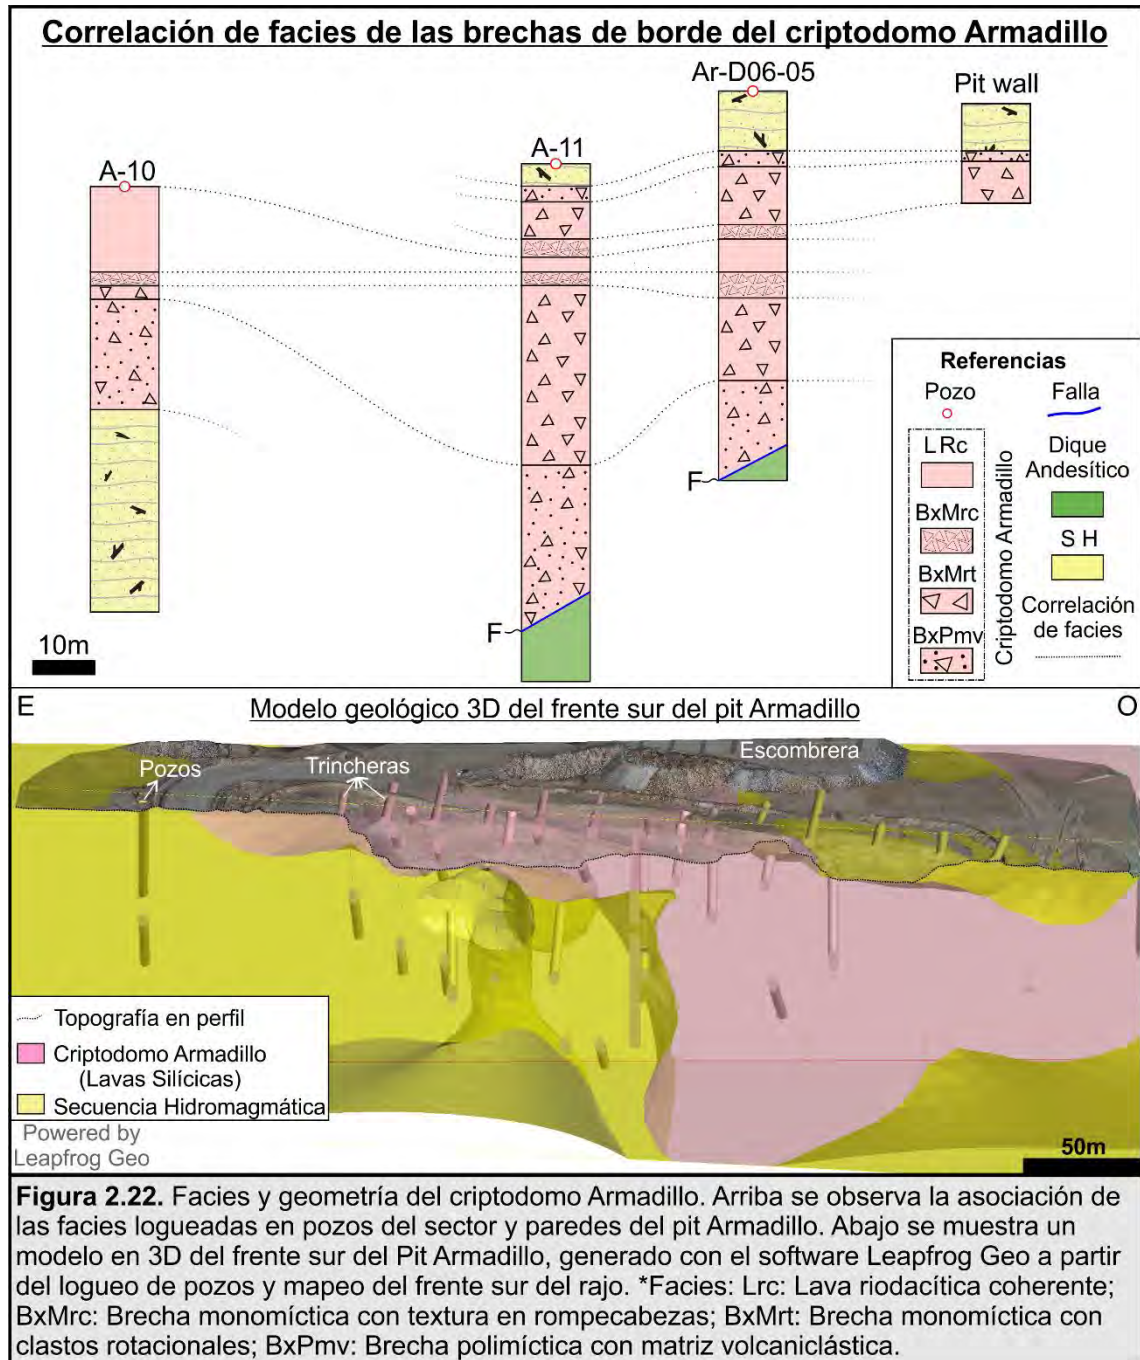 Correlación de facies de las brechas de borde del criptodomo Armadillo
Ar-D06-05
Pit wall
A-11
A-10
F
F
10m
Referencias
Pozo
Falla
LRc
Dique
Andesítico
BxMrc
S H
BxMrt
Correlación
de facies
BxPmv
Criptodomo Armadillo
E
Modelo geológico 3D del frente sur del pit Armadillo
O
Pozos
Trincheras
Escombrera
Topografía en perfil
Criptodomo Armadillo
(Lavas Silícicas)
Secuencia Hidromagmática
Powered by
Leapfrog Geo
50m
Figura 2.22. Facies y geometría del criptodomo Armadillo. Arriba se observa la asociación de
las facies logueadas en pozos del sector y paredes del pit Armadillo. Abajo se muestra un
modelo en 3D del frente sur del Pit Armadillo, generado con el software Leapfrog Geo a partir
del logueo de pozos y mapeo del frente sur del rajo. *Facies: Lrc: Lava riodacítica coherente;
BxMrc: Brecha monomíctica con textura en rompecabezas; BxMrt: Brecha monomíctica con
clastos rotacionales; BxPmv: Brecha polimíctica con matriz volcaniclástica.